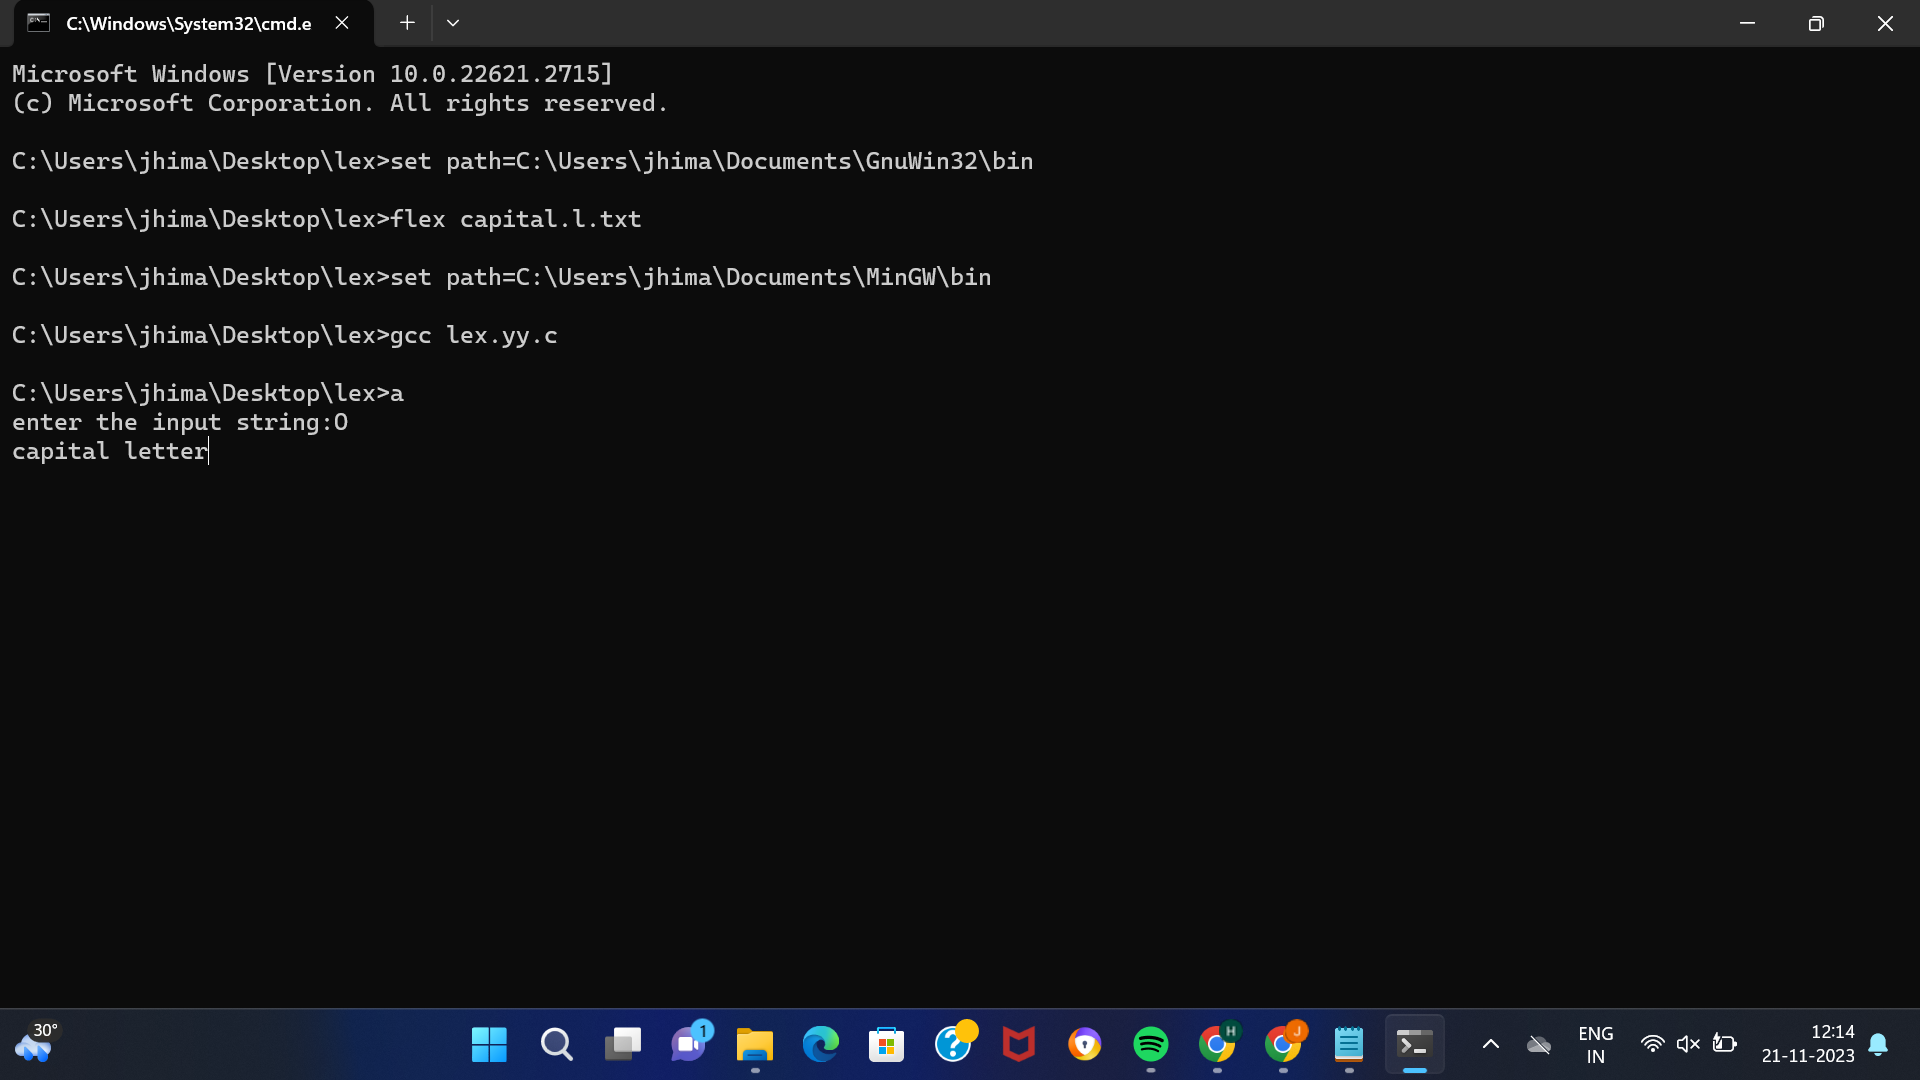 C:\Windows\System32\cmd.e
Microsoft Windows [Version 10.0.22621.2715]
(c) Microsoft Corporation. All rights reserved.
C:\Users\jhima\Desktop\lex>set path=C:\Users\jhima\Documents\GnuWin32\bin
C:\Users\jhima\Desktop\lex>flex capital.l.txt
C:\Users\jhima\Desktop\lex>set path=C:\Users\jhima\Documents\MinGW\bin
C:\Users\jhima\Desktop\lex>gcc lex.yy.c
C:\Users\jhima\Desktop\lex>a
enter the input string:O
capital letter
30°
1
H
J
ENG
IN
12:14
21-11-2023